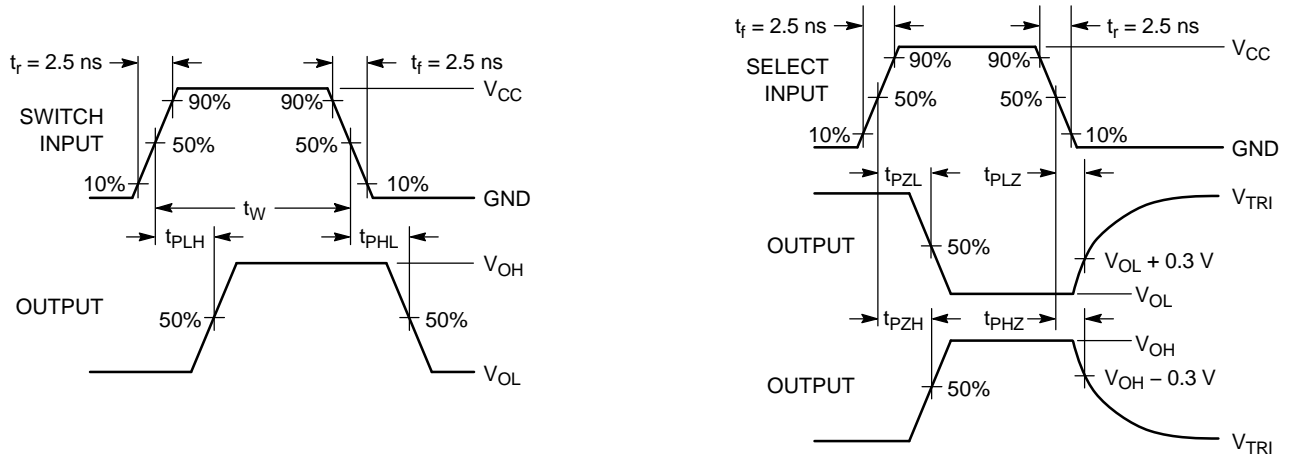 t_r = 2.5 ns
t_f = 2.5 ns
V_CC
SWITCH
INPUT
90%
90%
50%
50%
10%
10%
GND
t_W
t_PLH
t_PHL
V_OH
OUTPUT
50%
50%
V_OL
t_f = 2.5 ns
t_r = 2.5 ns
V_CC
SELECT
INPUT
90%
90%
50%
50%
10%
10%
GND
t_PZL
t_PLZ
V_TRI
OUTPUT
50%
V_OL + 0.3 V
V_OL
t_PZH
t_PHZ
V_OH
OUTPUT
50%
V_OH – 0.3 V
V_TRI